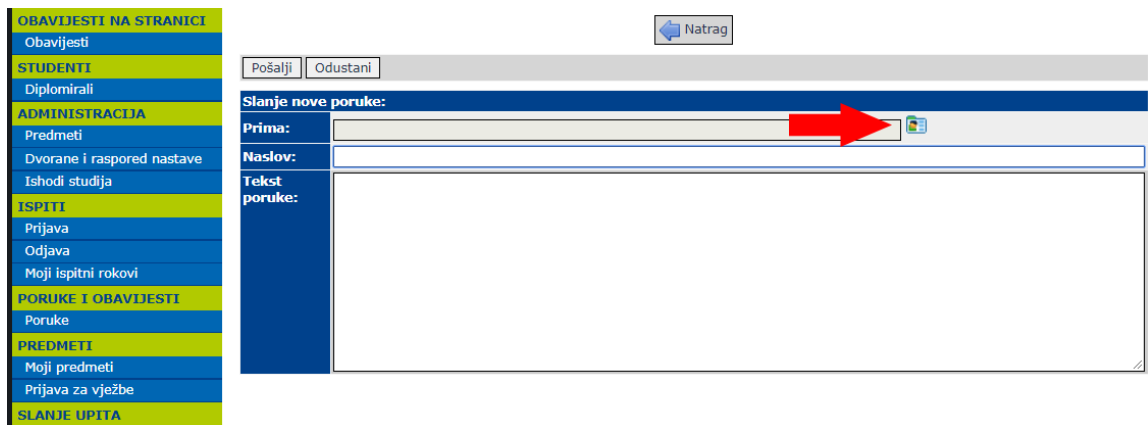 OBAVIJESTI NA STRANICI
Obavijesti
STUDENTI
Diplomirali
ADMINISTRACIJA
Predmeti
Dvorane i raspored nastave
Ishodi studija
ISPITI
Prijava
Odjava
Moji ispitni rokovi
PORUKE I OBAVIJESTI
Poruke
PREDMETI
Moji predmeti
Prijava za vježbe
SLANJE UPITA
Natrag
Pošalji Odustani
Slanje nove poruke:
Prima:
Naslov:
Tekst
poruke: